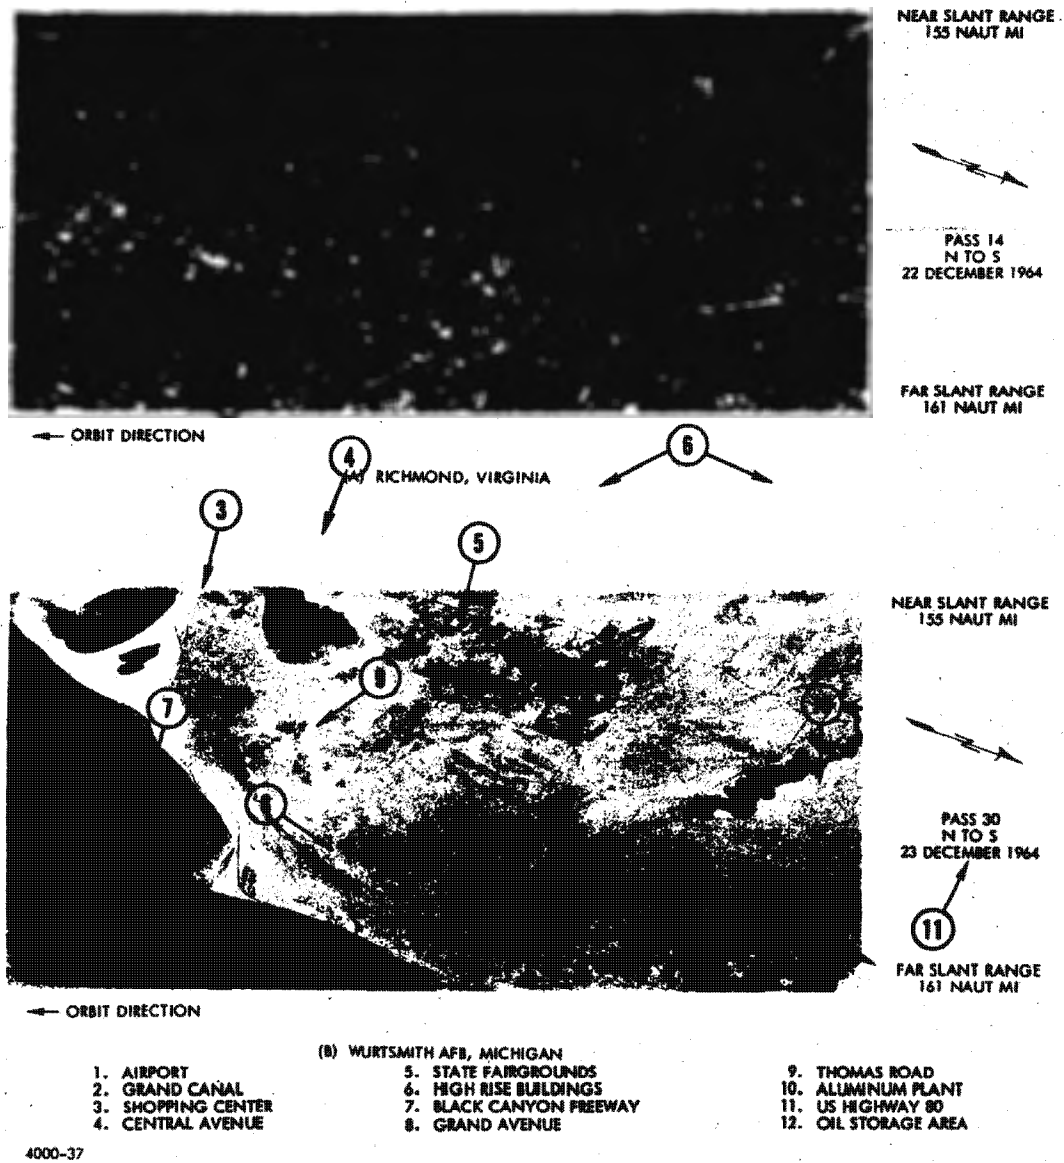 NEAR SLANT RANGE
155 NAUT MI
PASS 14
N TO S
22 DECEMBER 1964
FAR SLANT RANGE
161 NAUT MI
ORBIT DIRECTION
4
6
(A) RICHMOND, VIRGINIA
3
5
NEAR SLANT RANGE
155 NAUT MI
7
PASS 30
N TO S
23 DECEMBER 1964
11
FAR SLANT RANGE
161 NAUT MI
ORBIT DIRECTION
(B) WURTSMITH AFB, MICHIGAN
1. AIRPORT
2. GRAND CANAL
3. SHOPPING CENTER
4. CENTRAL AVENUE
5. STATE FAIRGROUNDS
6. HIGH RISE BUILDINGS
7. BLACK CANYON FREEWAY
8. GRAND AVENUE
9. THOMAS ROAD
10. ALUMINUM PLANT
11. US HIGHWAY 80
12. OIL STORAGE AREA
4000-37